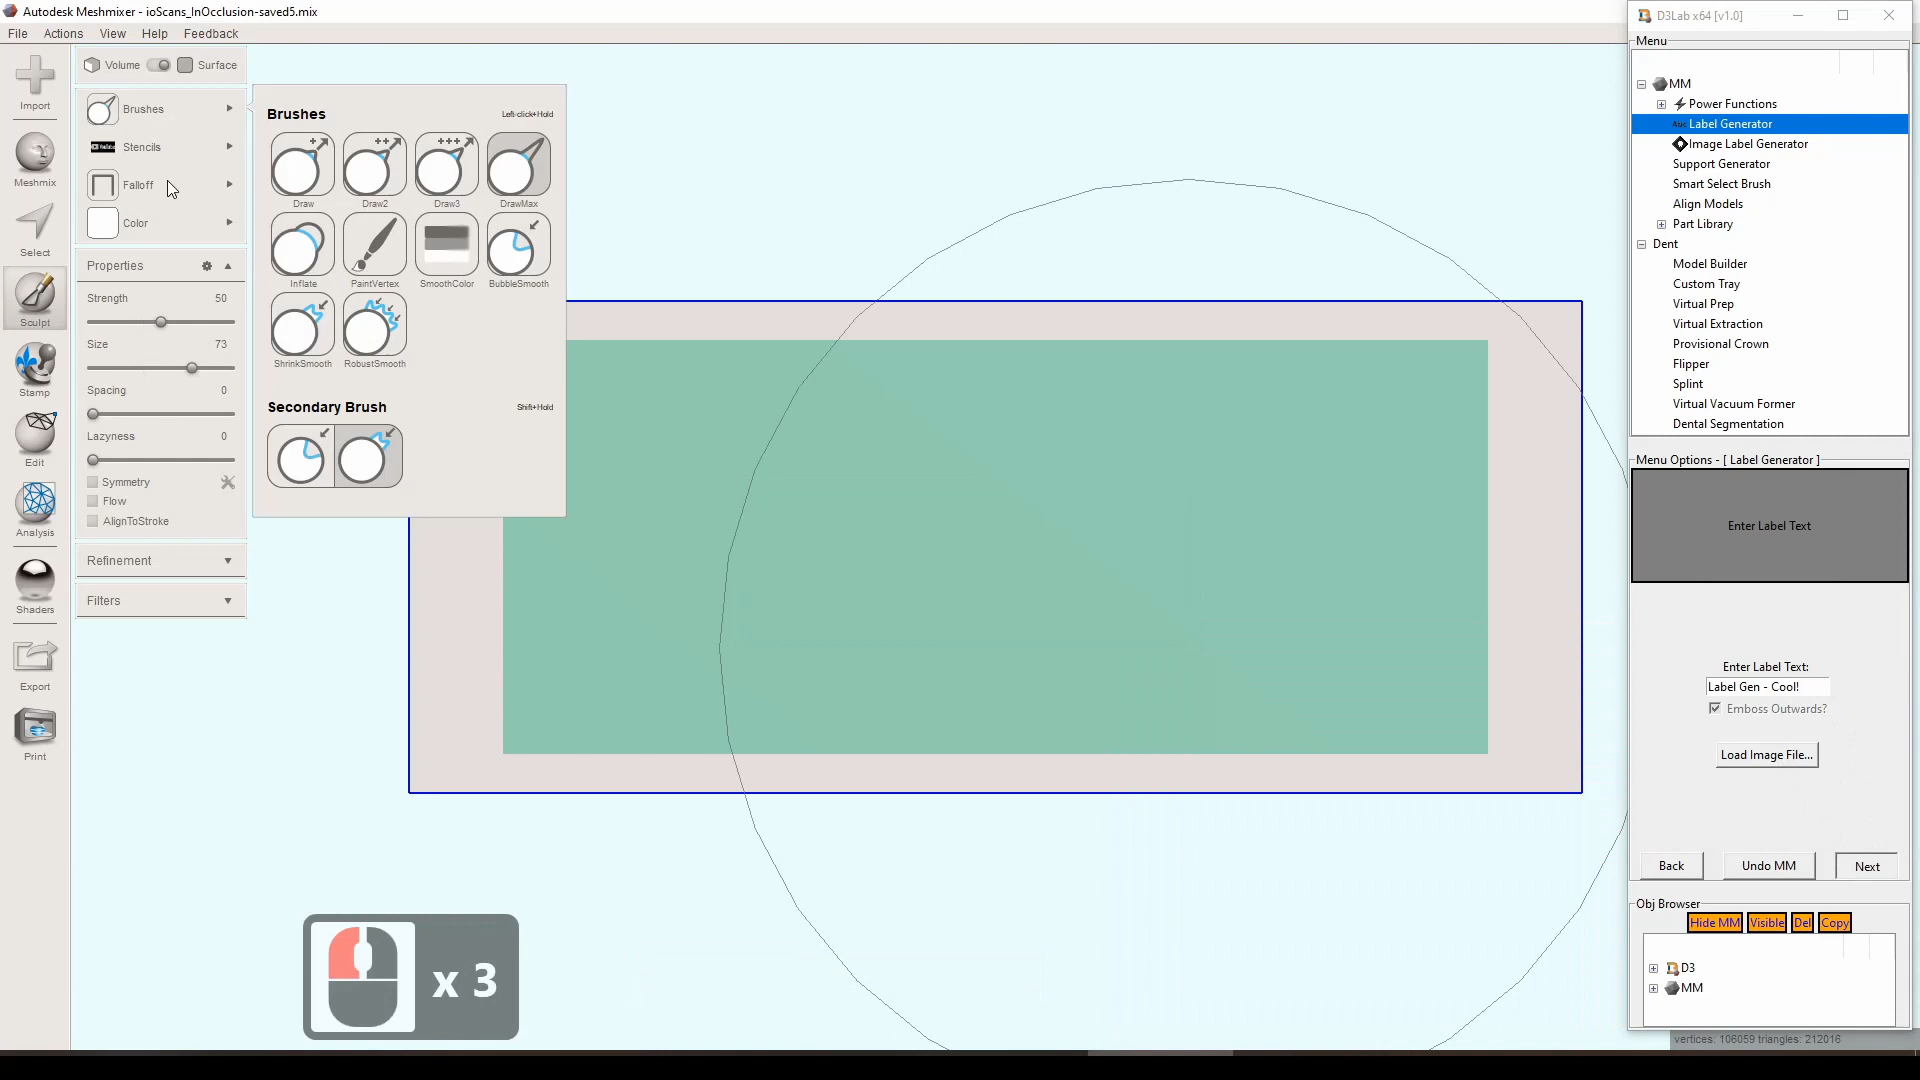 Autodesk Meshmixer - ioScans_InOcclusion-saved5.mix
File Actions View Help Feedback
Import
Meshmix
Select
Sculpt
Stamp
Edit
Analysis
Shaders
Export
Print
Volume Surface
Brushes
Stencils
Falloff
Color
Properties
Strength 50
Size 73
Spacing 0
Lazyness 0
Symmetry
Flow
AlignToStroke
Refinement
Filters
Brushes Left-click+Hold
Draw Draw2 Draw3 DrawMax
Inflate PaintVertex SmoothColor BubbleSmooth
ShrinkSmooth RobustSmooth
Secondary Brush Shift+Hold
x 3
D3Lab x64 [v1.0]
Menu
MM
Power Functions
Label Generator
Image Label Generator
Support Generator
Smart Select Brush
Align Models
Part Library
Dent
Model Builder
Custom Tray
Virtual Prep
Virtual Extraction
Provisional Crown
Flipper
Splint
Virtual Vacuum Former
Dental Segmentation
Menu Options - [ Label Generator ]
Enter Label Text
Enter Label Text:
Label Gen - Cool!
Emboss Outwards?
Load Image File...
Back Undo MM Next
Obj Browser
Hide MM Visible Del Copy
D3
MM
vertices: 106059 triangles: 212016